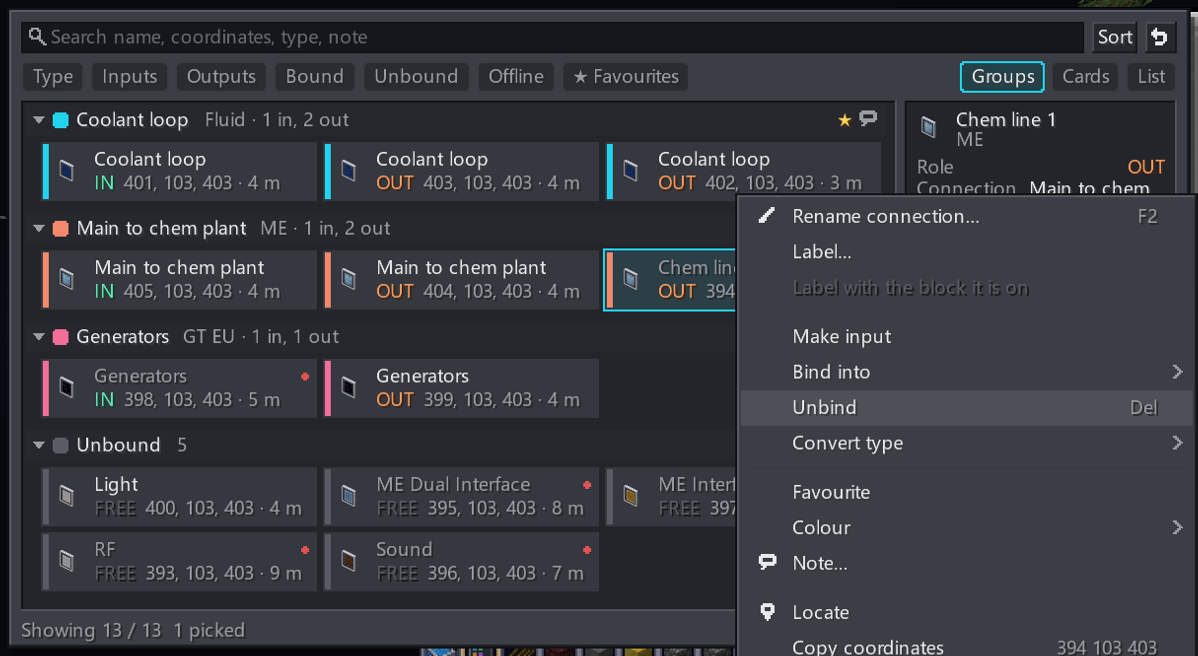 Search name, coordinates, type, note
Sort
Type Inputs Outputs Bound Unbound Offline ★ Favourites
Groups Cards List
Coolant loop Fluid · 1 in, 2 out
Coolant loop
IN 401, 103, 403 · 4 m
Coolant loop
OUT 403, 103, 403 · 4 m
Coolant loop
OUT 402, 103, 403 · 3 m
Main to chem plant ME · 1 in, 2 out
Main to chem plant
IN 405, 103, 403 · 4 m
Main to chem plant
OUT 404, 103, 403 · 4 m
Chem line
OUT 394
Generators GT EU · 1 in, 1 out
Generators
IN 398, 103, 403 · 5 m
Generators
OUT 399, 103, 403 · 4 m
Unbound 5
Light
FREE 400, 103, 403 · 4 m
ME Dual Interface
FREE 395, 103, 403 · 8 m
ME Interf
FREE 397
RF
FREE 393, 103, 403 · 9 m
Sound
FREE 396, 103, 403 · 7 m
Showing 13 / 13 1 picked
Chem line 1
ME
Role OUT
Connection Main to chem
Rename connection... F2
Label...
Label with the block it is on
Make input
Bind into
Unbind Del
Convert type
Favourite
Colour
Note...
Locate
Copy coordinates 394 103 403